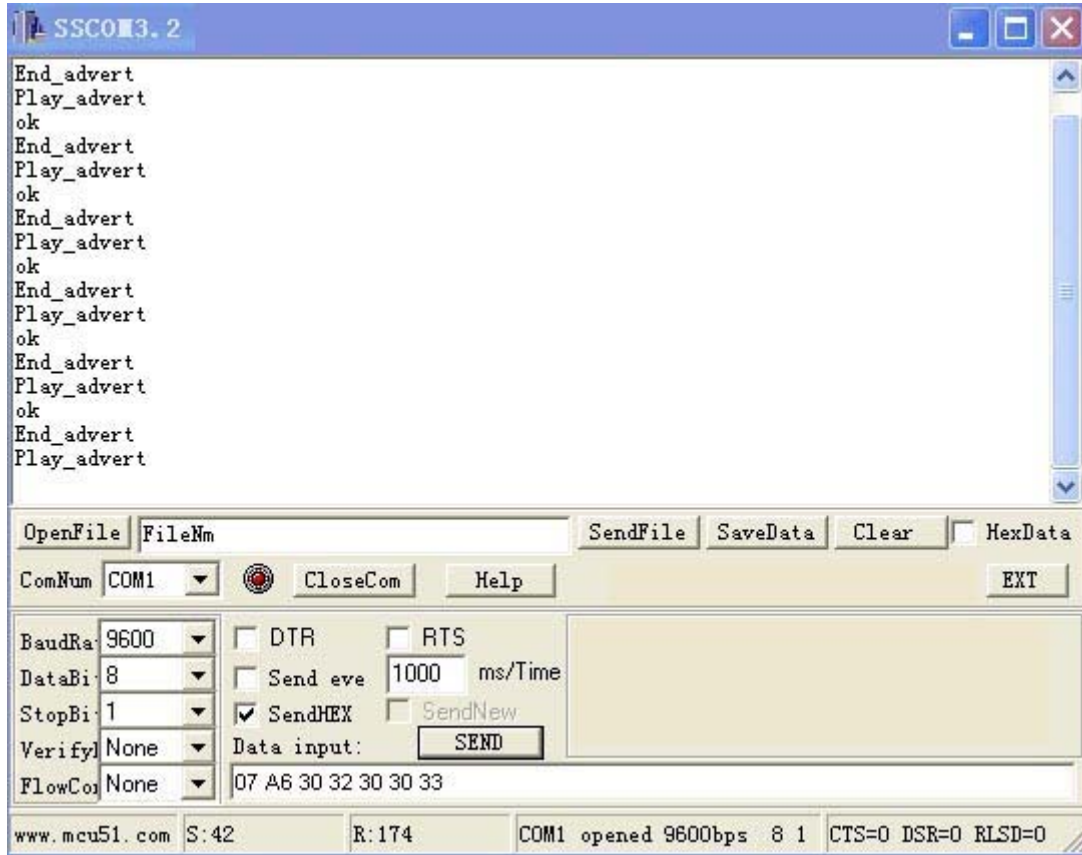 SSCOM3.2
End_advert
Play_advert
ok
End_advert
Play_advert
ok
End_advert
Play_advert
ok
End_advert
Play_advert
ok
End_advert
Play_advert
ok
End_advert
Play_advert
OpenFile FileNm SendFile SaveData Clear HexData
ComNum COM1 CloseCom Help EXT
BaudRa 9600 DTR RTS
DataBi 8 Send eve 1000 ms/Time
StopBi 1 SendHEX SendNew
Verify None Data input: SEND
FlowCo None 07 A6 30 32 30 30 33
www.mcu51.com S:42 R:174 COM1 opened 9600bps 8 1 CTS=0 DSR=0 RLSD=0